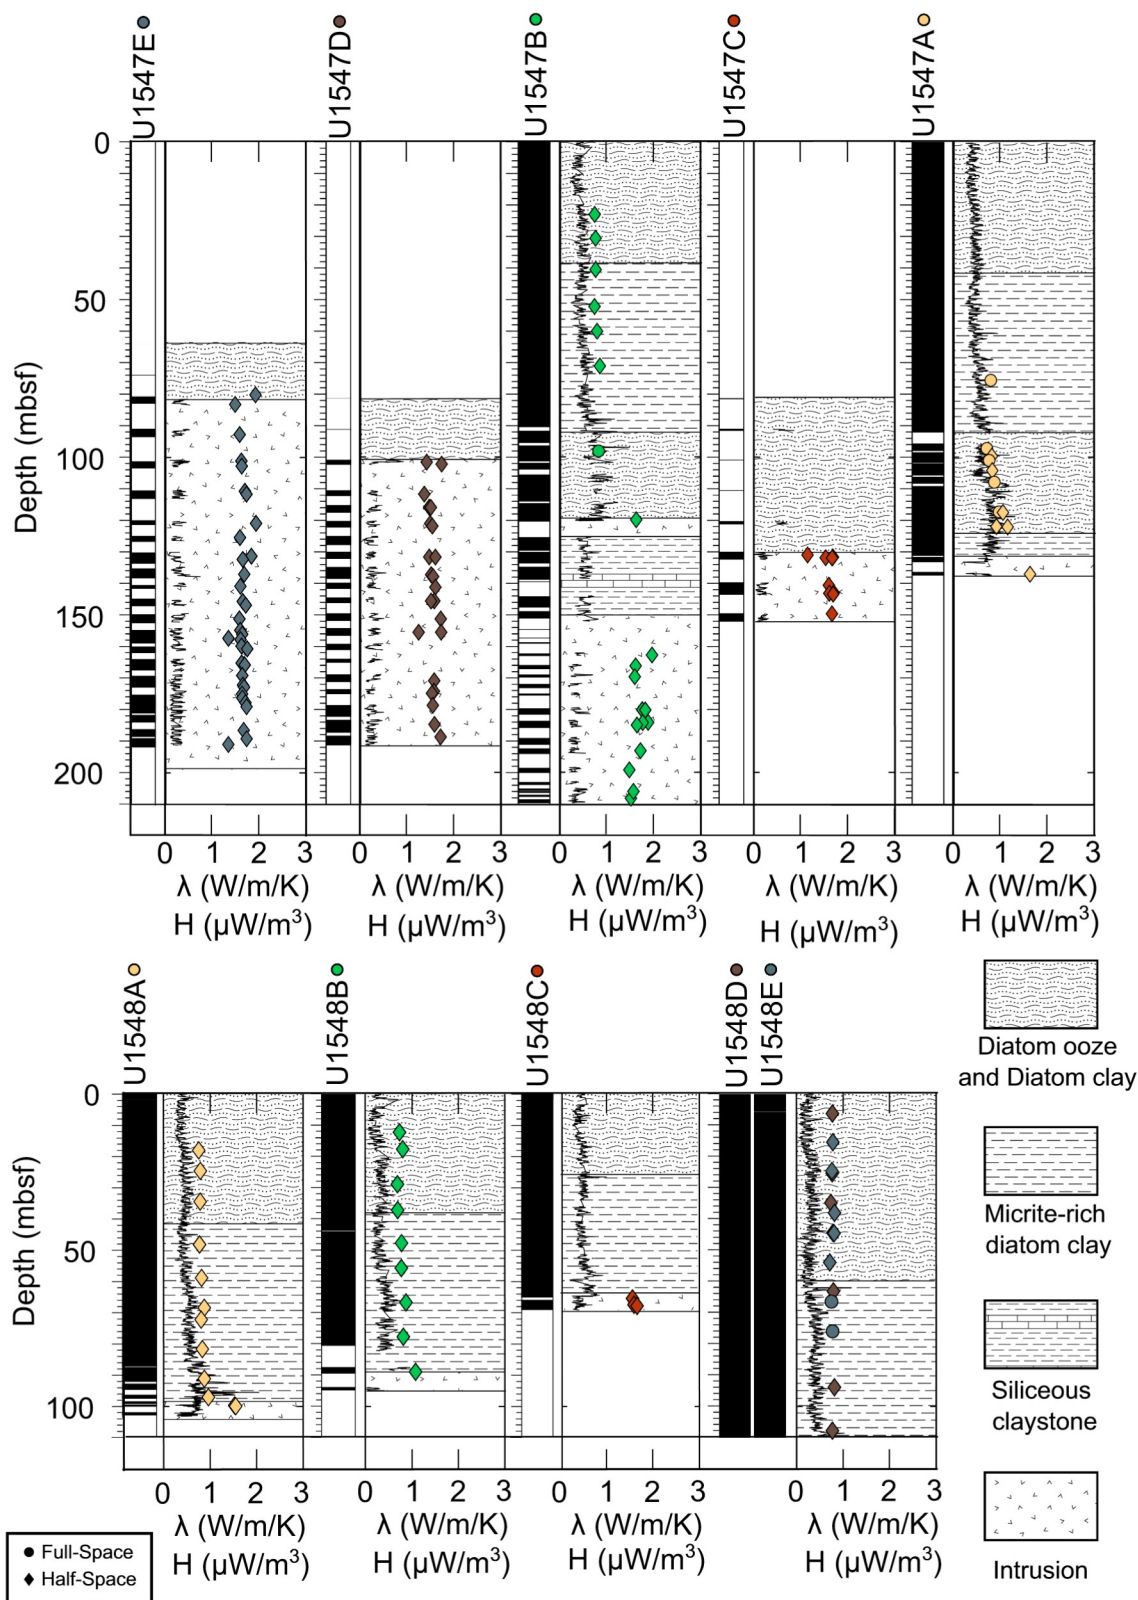 U1547E
U1547D
U1547B
U1547C
U1547A
Depth (mbsf)
0
50
100
150
200
0 1 2 3 0 1 2 3 0 1 2 3 0 1 2 3 0 1 2 3
λ (W/m/K) λ (W/m/K) λ (W/m/K) λ (W/m/K) λ (W/m/K)
H (µW/m³) H (µW/m³) H (µW/m³) H (µW/m³) H (µW/m³)
U1548A
U1548B
U1548C
U1548D
U1548E
Depth (mbsf)
0
50
100
0 1 2 3 0 1 2 3 0 1 2 3 0 1 2 3
λ (W/m/K) λ (W/m/K) λ (W/m/K) λ (W/m/K)
H (µW/m³) H (µW/m³) H (µW/m³) H (µW/m³)
Diatom ooze
and Diatom clay
Micrite-rich
diatom clay
Siliceous
claystone
Intrusion
Full-Space
Half-Space